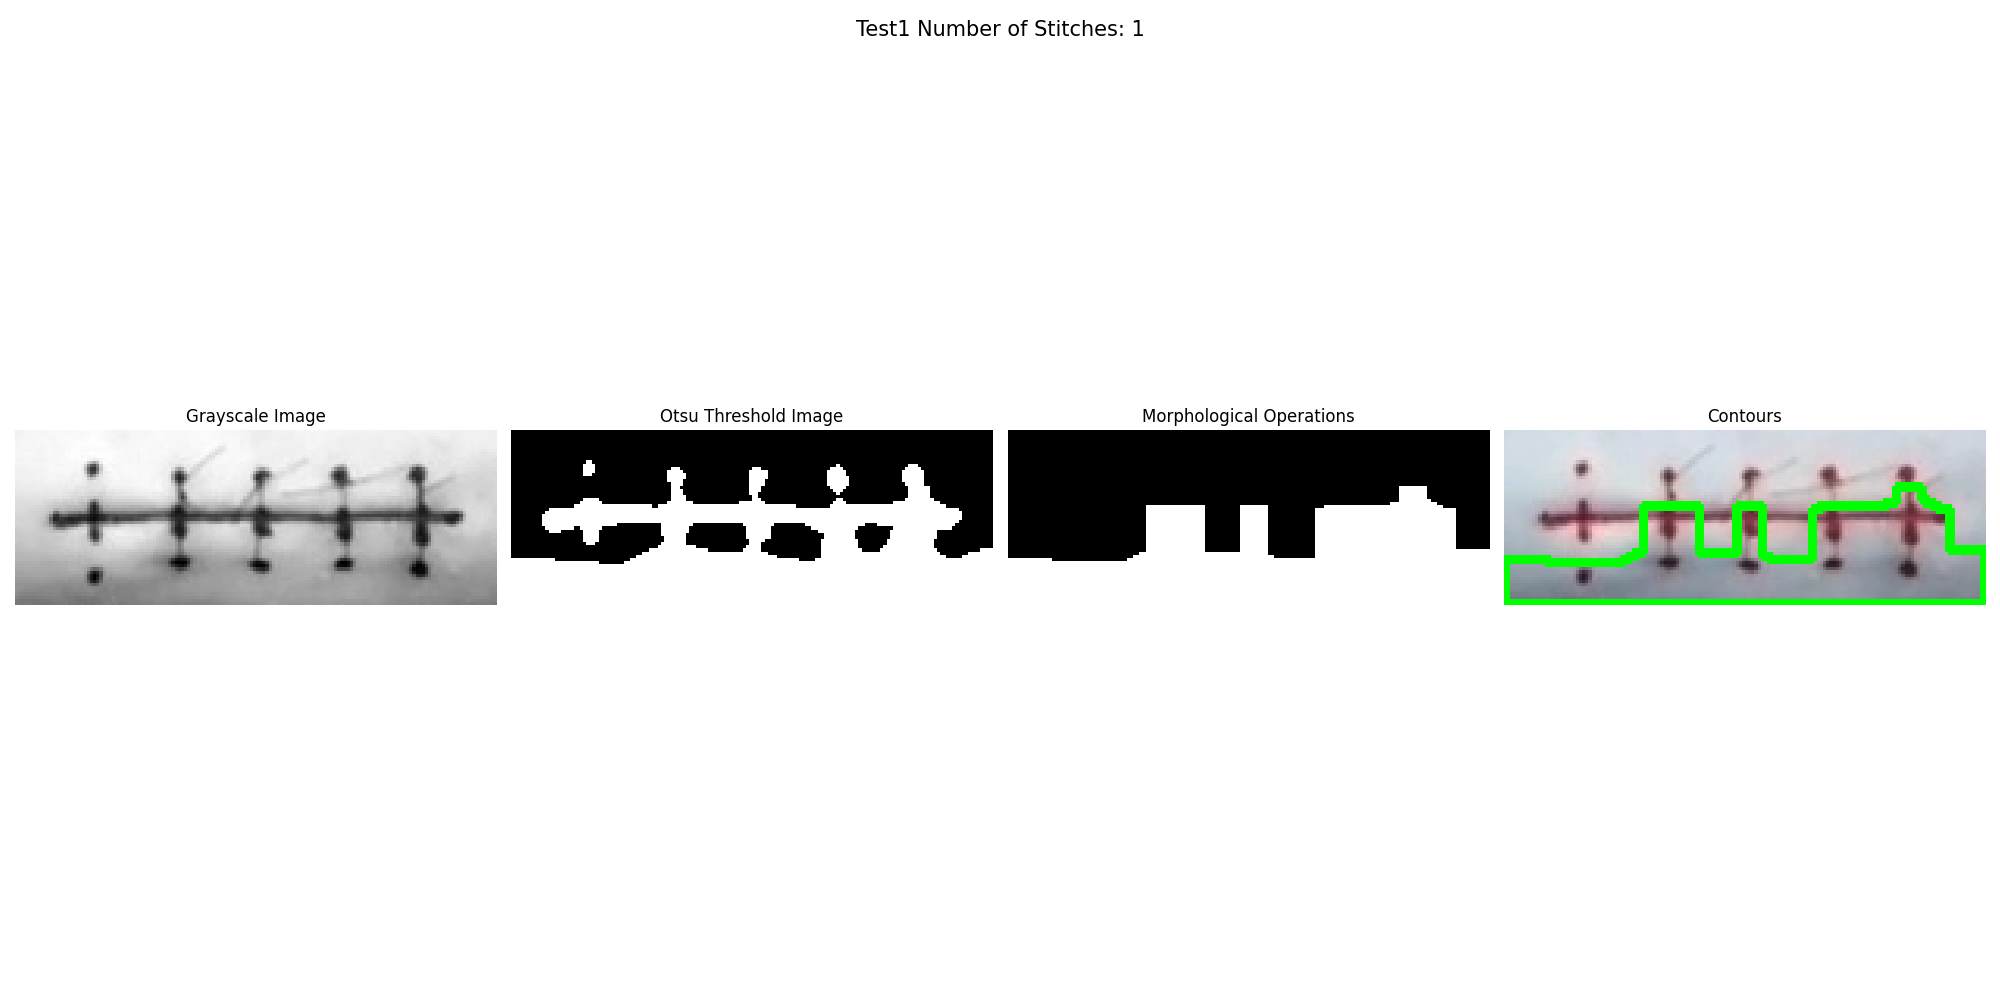 Test1 Number of Stitches: 1
Grayscale Image
Otsu Threshold Image
Morphological Operations
Contours